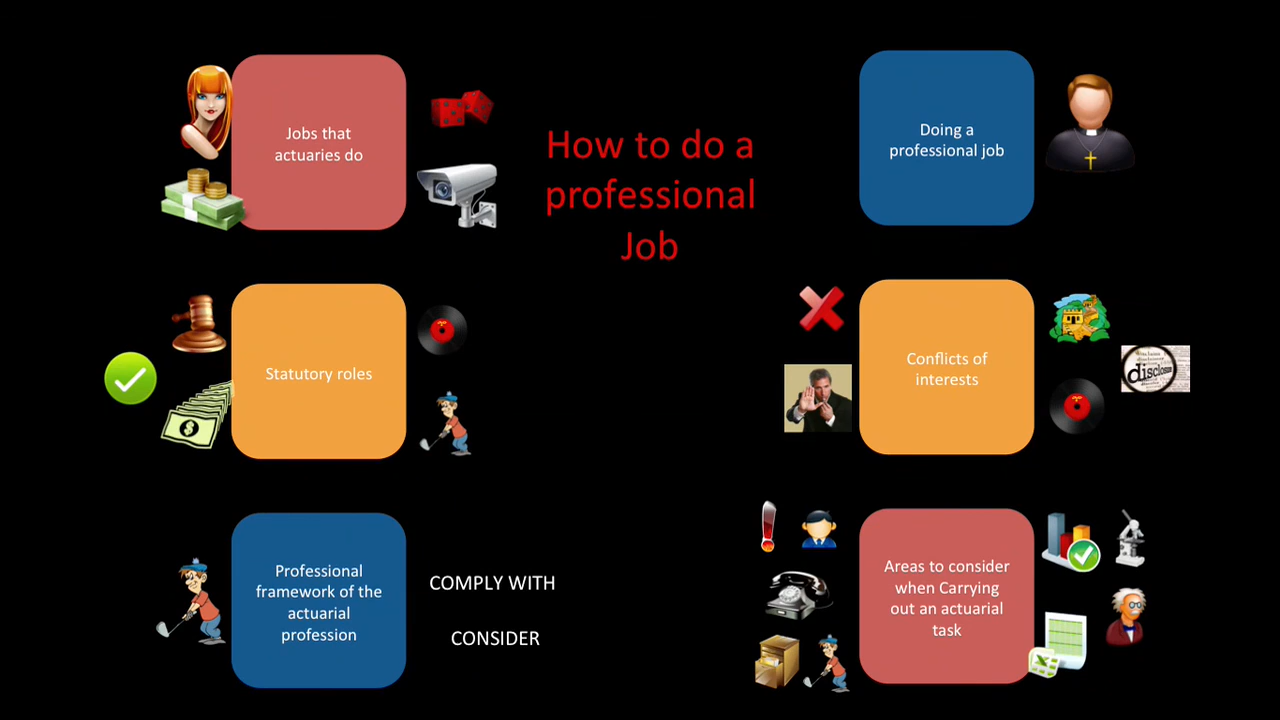 Jobs that
actuaries do
How to do a
professional
Job
Doing a
professional job
Statutory roles
Conflicts of
interests
disclosure
Professional
framework of the
actuarial
profession
COMPLY WITH
CONSIDER
Areas to consider
when Carrying
out an actuarial
task